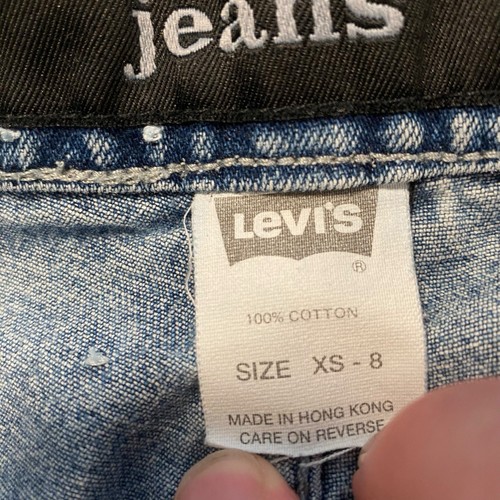 jeans
LEVI'S
®
100% COTTON
SIZE XS - 8
MADE IN HONG KONG
CARE ON REVERSE